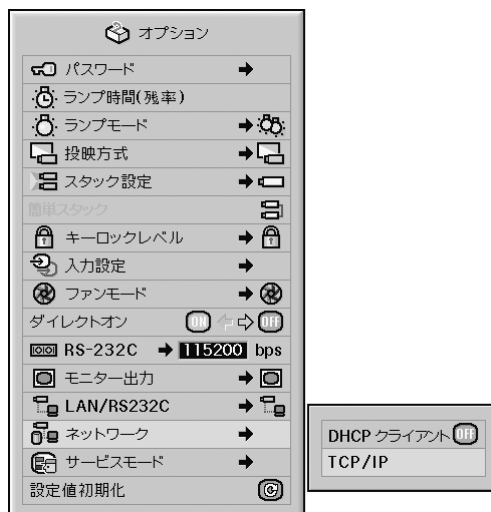 オプション
パスワード
ランプ時間(残率)
ランプモード
投映方式
スタック設定
簡単スタック
キーロックレベル
入力設定
ファンモード
ダイレクトオン ON OFF
RS-232C 115200 bps
モニター出力
LAN/RS232C
ネットワーク
サービスモード
設定値初期化
DHCP クライアント OFF
TCP/IP